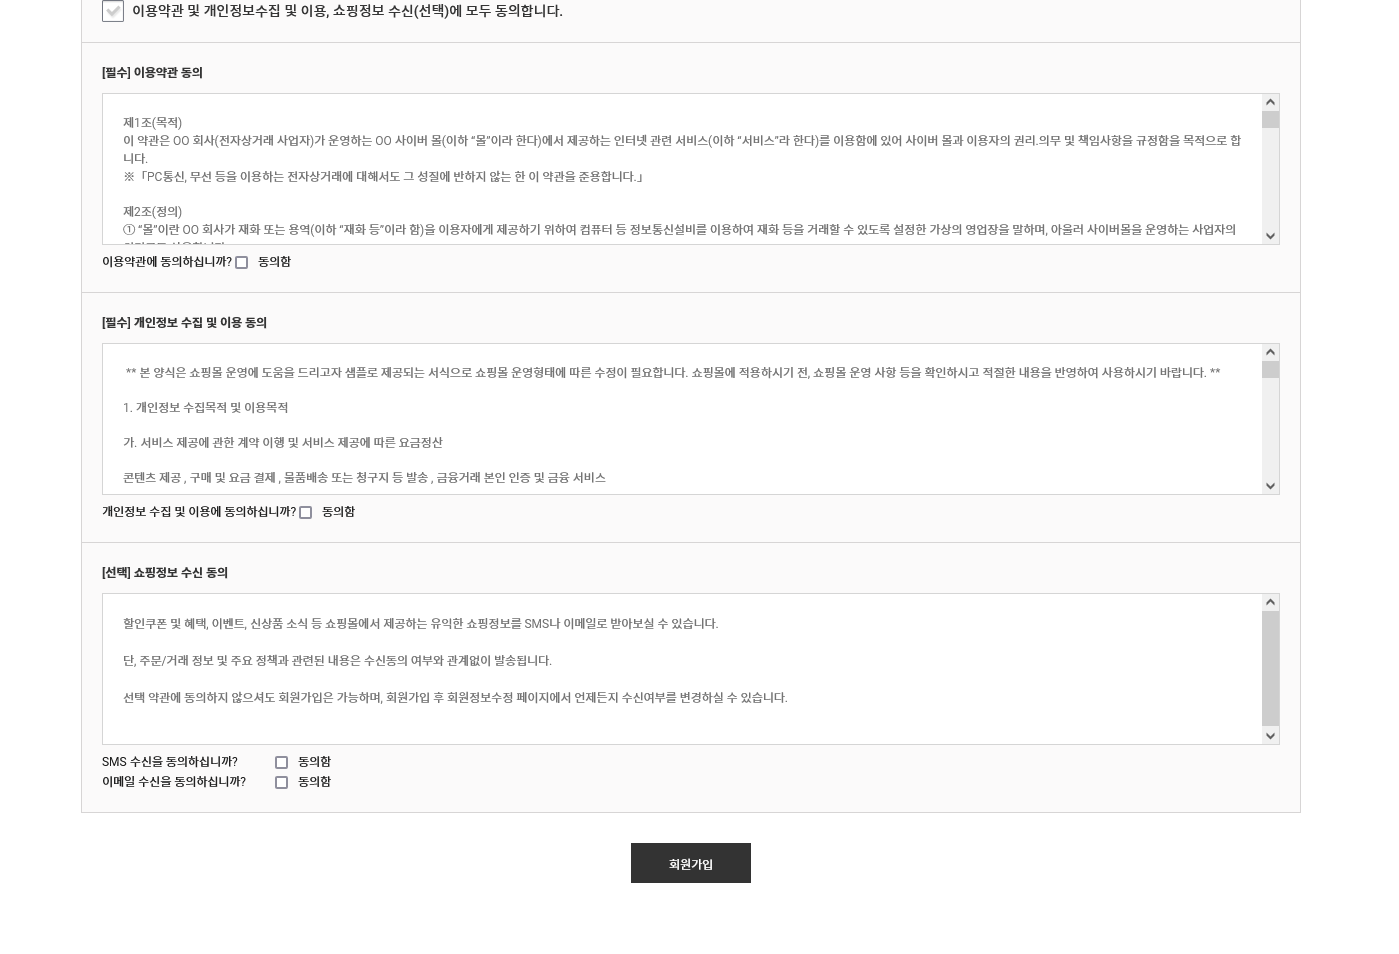 이용약관 및 개인정보수집 및 이용, 쇼핑정보 수신(선택)에 모두 동의합니다.
[필수] 이용약관 동의
제1조(목적)
이 약관은 OO 회사(전자상거래 사업자)가 운영하는 OO 사이버 몰(이하 “몰”이라 한다)에서 제공하는 인터넷 관련 서비스(이하 “서비스”라 한다)를 이용함에 있어 사이버 몰과 이용자의 권리.의무 및 책임사항을 규정함을 목적으로 합
니다.
※「PC통신, 무선 등을 이용하는 전자상거래에 대해서도 그 성질에 반하지 않는 한 이 약관을 준용합니다.」
제2조(정의)
① “몰”이란 OO 회사가 재화 또는 용역(이하 “재화 등”이라 함)을 이용자에게 제공하기 위하여 컴퓨터 등 정보통신설비를 이용하여 재화 등을 거래할 수 있도록 설정한 가상의 영업장을 말하며, 아울러 사이버몰을 운영하는 사업자의
이용약관에 동의하십니까? 동의함
[필수] 개인정보 수집 및 이용 동의
** 본 양식은 쇼핑몰 운영에 도움을 드리고자 샘플로 제공되는 서식으로 쇼핑몰 운영형태에 따른 수정이 필요합니다. 쇼핑몰에 적용하시기 전, 쇼핑몰 운영 사항 등을 확인하시고 적절한 내용을 반영하여 사용하시기 바랍니다. **
1. 개인정보 수집목적 및 이용목적
가. 서비스 제공에 관한 계약 이행 및 서비스 제공에 따른 요금정산
콘텐츠 제공 , 구매 및 요금 결제 , 물품배송 또는 청구지 등 발송 , 금융거래 본인 인증 및 금융 서비스
개인정보 수집 및 이용에 동의하십니까? 동의함
[선택] 쇼핑정보 수신 동의
할인쿠폰 및 혜택, 이벤트, 신상품 소식 등 쇼핑몰에서 제공하는 유익한 쇼핑정보를 SMS나 이메일로 받아보실 수 있습니다.
단, 주문/거래 정보 및 주요 정책과 관련된 내용은 수신동의 여부와 관계없이 발송됩니다.
선택 약관에 동의하지 않으셔도 회원가입은 가능하며, 회원가입 후 회원정보수정 페이지에서 언제든지 수신여부를 변경하실 수 있습니다.
SMS 수신을 동의하십니까? 동의함
이메일 수신을 동의하십니까? 동의함
회원가입